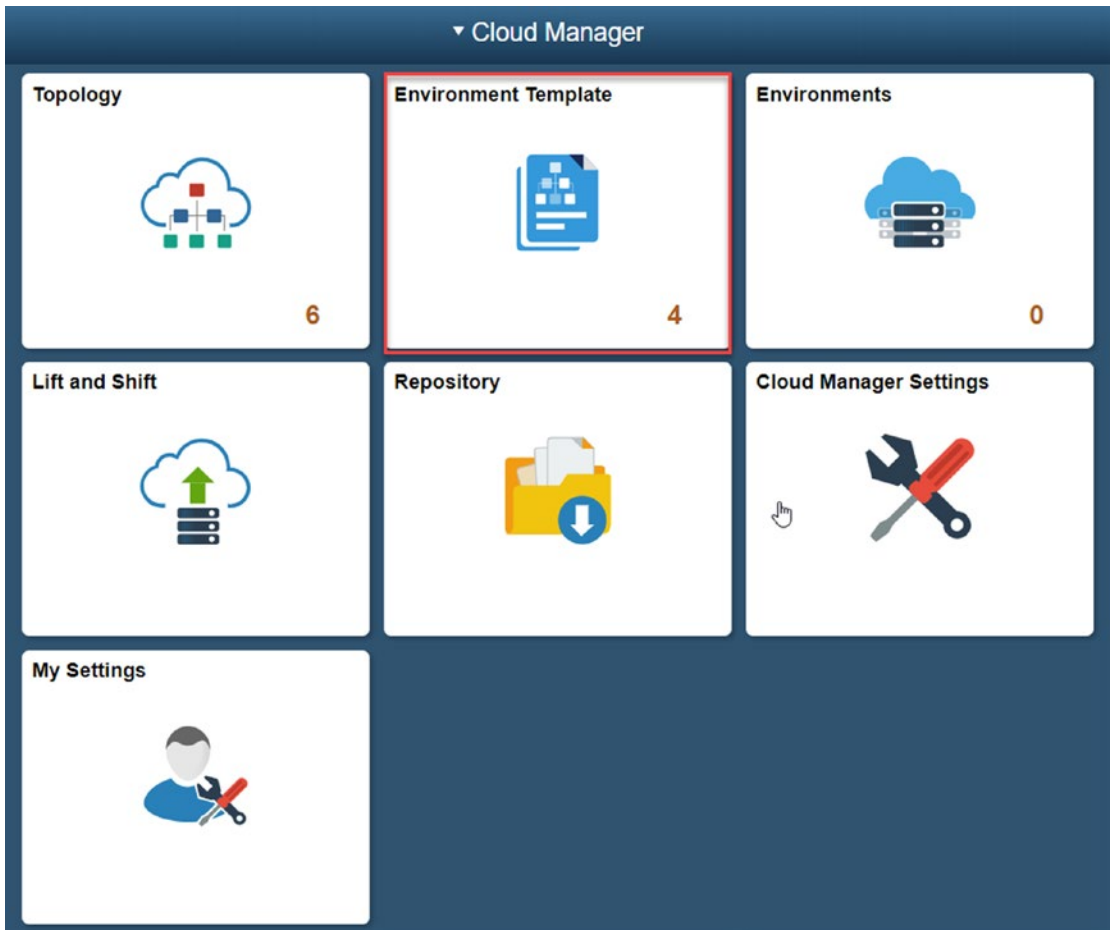 Cloud Manager
Topology
6
Environment Template
4
Environments
0
Lift and Shift
Repository
Cloud Manager Settings
My Settings